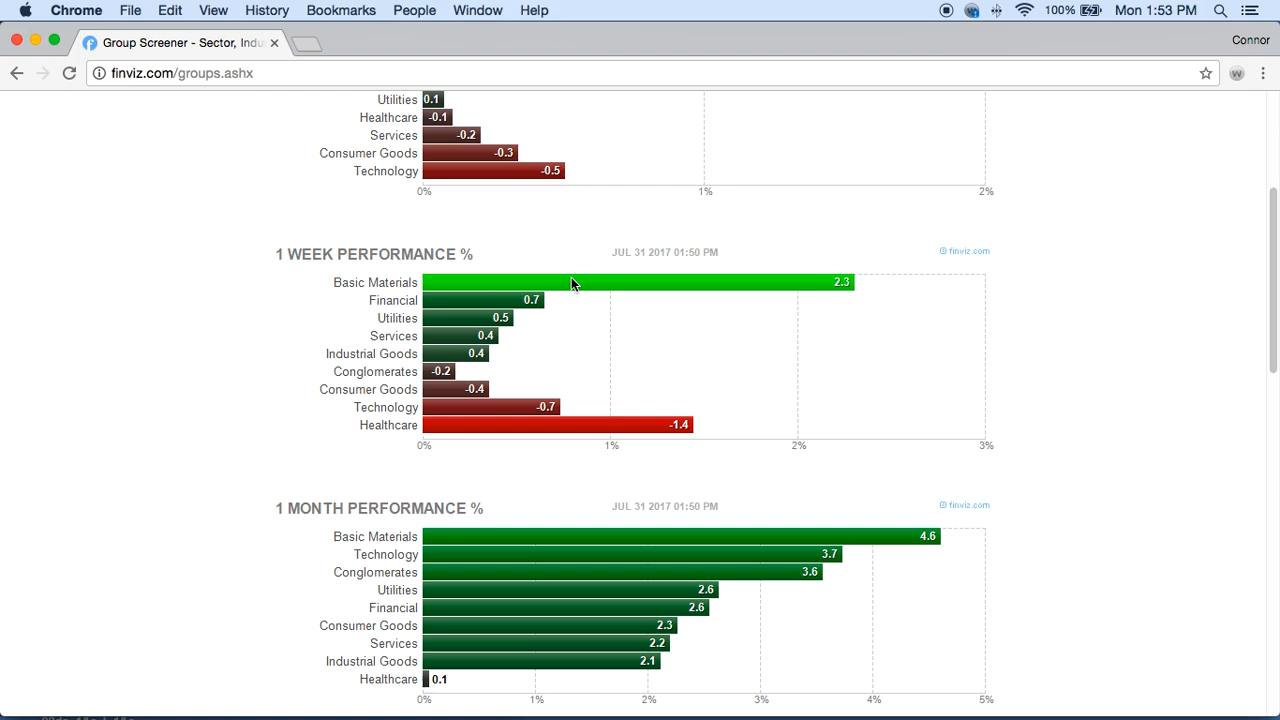 Chrome File Edit View History Bookmarks People Window Help 100% Mon 1:53 PM
Group Screener - Sector, Indu Connor
finviz.com/groups.ashx W
Utilities 0.1
Healthcare -0.1
Services -0.2
Consumer Goods -0.3
Technology -0.5
0% 1% 2%
1 WEEK PERFORMANCE % JUL 31 2017 01:50 PM © finviz.com
Basic Materials 2.3
Financial 0.7
Utilities 0.5
Services 0.4
Industrial Goods 0.4
Conglomerates -0.2
Consumer Goods -0.4
Technology -0.7
Healthcare -1.4
0% 1% 2% 3%
1 MONTH PERFORMANCE % JUL 31 2017 01:50 PM © finviz.com
Basic Materials 4.6
Technology 3.7
Conglomerates 3.6
Utilities 2.6
Financial 2.6
Consumer Goods 2.3
Services 2.2
Industrial Goods 2.1
Healthcare 0.1
0% 1% 2% 3% 4% 5%